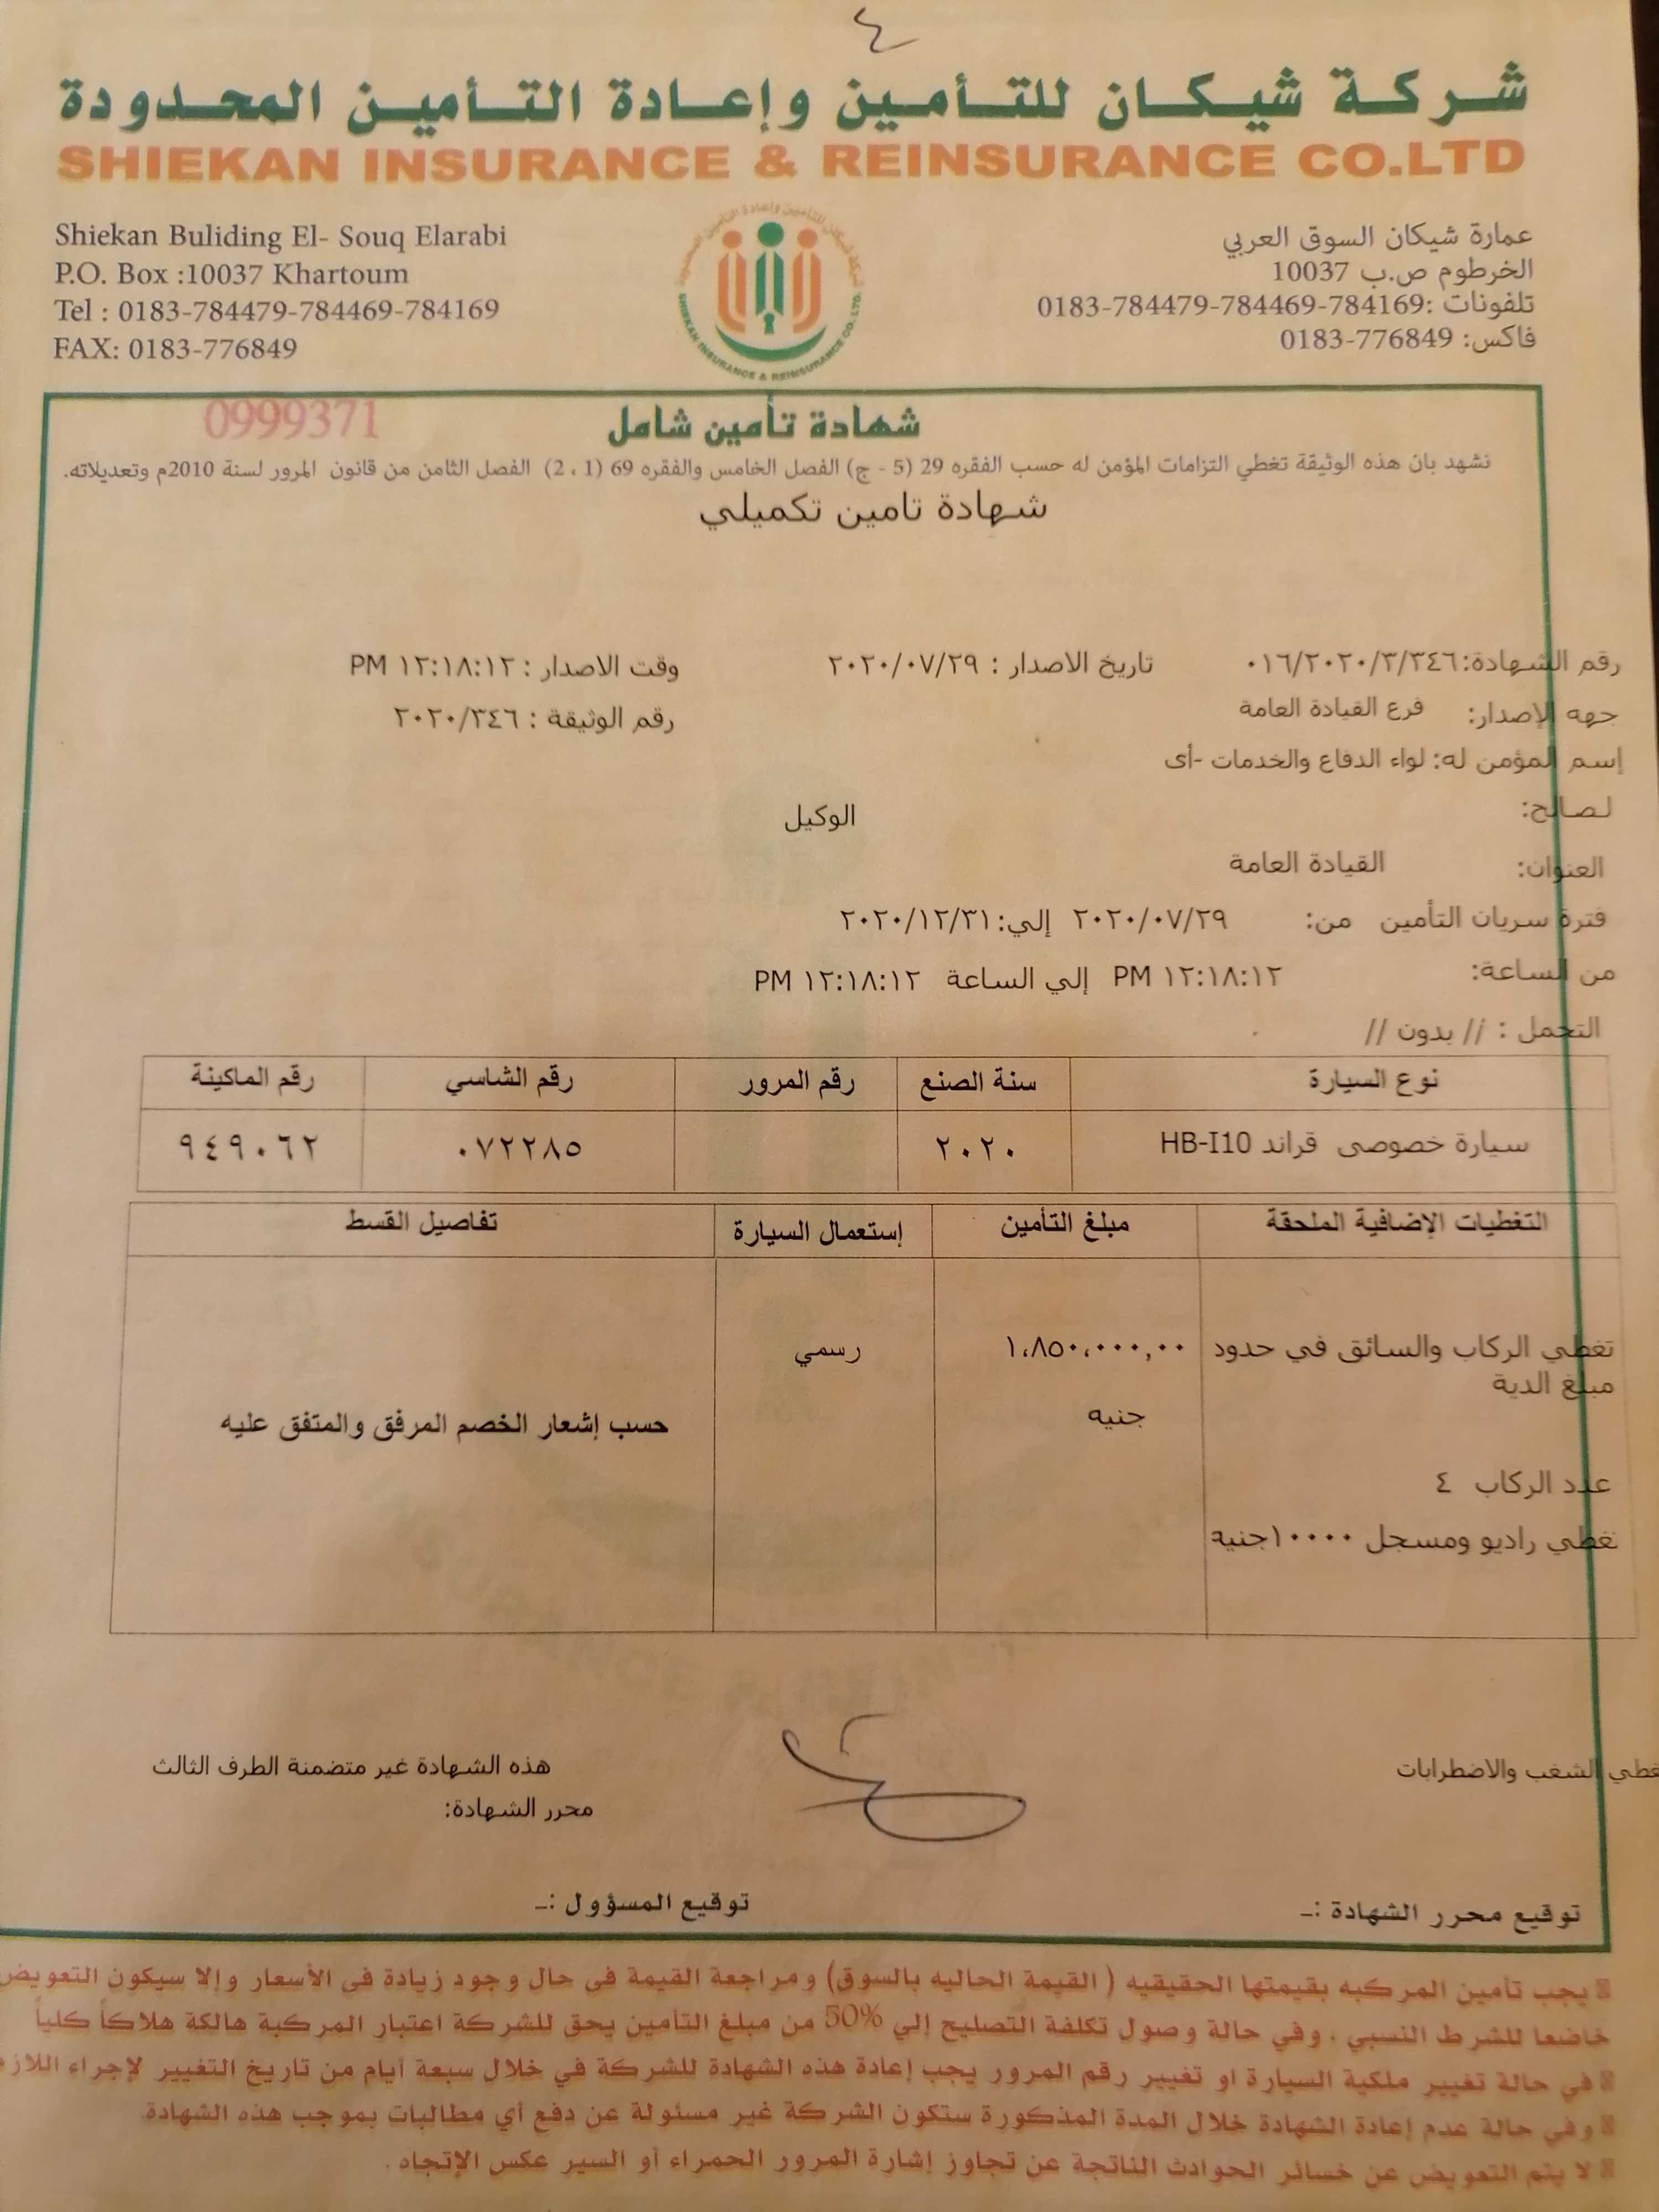 ٤
شركة شيكان للتأمين وإعادة التأمين المحدودة
SHIEKAN INSURANCE & REINSURANCE CO.LTD
Shiekan Buliding El- Souq Elarabi
P.O. Box :10037 Khartoum
Tel : 0183-784479-784469-784169
FAX: 0183-776849
شركة شيكان للتأمين وإعادة التأمين المحدودة
SHIEKAN INSURANCE & REINSURANCE CO. LTD.
عمارة شيكان السوق العربي
الخرطوم ص.ب 10037
تلفونات :0183-784479-784469-784169
فاكس: 0183-776849
0999371
شهادة تأمين شامل
نشهد بان هذه الوثيقة تغطي التزامات المؤمن له حسب الفقره 29 (5 - ج) الفصل الخامس والفقره 69 (1 ، 2) الفصل الثامن من قانون المرور لسنة 2010م وتعديلاته.
شهادة تامين تكميلي
رقم الشهادة: ٠١٦/٢٠٢٠/٣/٣٤٦ تاريخ الاصدار : ٢٠٢٠/٠٧/٢٩ وقت الاصدار : ١٢:١٨:١٢ PM
جهه الإصدار: فرع القيادة العامة رقم الوثيقة : ٢٠٢٠/٣٤٦
إسم المؤمن له: لواء الدفاع والخدمات -أى
لصالح: الوكيل
العنوان: القيادة العامة
فترة سريان التأمين من: ٢٠٢٠/٠٧/٢٩ إلي: ٢٠٢٠/١٢/٣١
من الساعة: ١٢:١٨:١٢ PM إلي الساعة ١٢:١٨:١٢ PM
التحمل : // بدون //
نوع السيارة سنة الصنع رقم المرور رقم الشاسي رقم الماكينة
سيارة خصوصى قراند HB-I10 ٢٠٢٠ ٠٧٢٢٨٥ ٩٤٩٠٦٢
التغطيات الإضافية الملحقة مبلغ التأمين إستعمال السيارة تفاصيل القسط
تغطي الركاب والسائق في حدود ١،٨٥٠،٠٠٠,٠٠ رسمي
مبلغ الدية
جنيه حسب إشعار الخصم المرفق والمتفق عليه
عدد الركاب ٤
تغطي راديو ومسجل ١٠٠٠٠جنيه
غطي الشغب والاضطرابات هذه الشهادة غير متضمنة الطرف الثالث
محرر الشهادة:
توقيع محرر الشهادة :ـ توقيع المسؤول :ـ
يجب تأمين المركبه بقيمتها الحقيقيه ( القيمة الحاليه بالسوق) ومراجعة القيمة فى حال وجود زيادة فى الأسعار وإلا سيكون التعويض
خاضعا للشرط النسبي ، وفي حالة وصول تكلفة التصليح إلي 50% من مبلغ التأمين يحق للشركة اعتبار المركبة هالكة هلاكاً كلياً
في حالة تغيير ملكية السيارة او تغيير رقم المرور يجب إعادة هذه الشهادة للشركة في خلال سبعة أيام من تاريخ التغيير لإجراء اللازم
وفي حالة عدم إعادة الشهادة خلال المدة المذكورة ستكون الشركة غير مسئولة عن دفع أي مطالبات بموجب هذه الشهادة.
لا يتم التعويض عن خسائر الحوادث الناتجة عن تجاوز إشارة المرور الحمراء أو السير عكس الإتجاه .